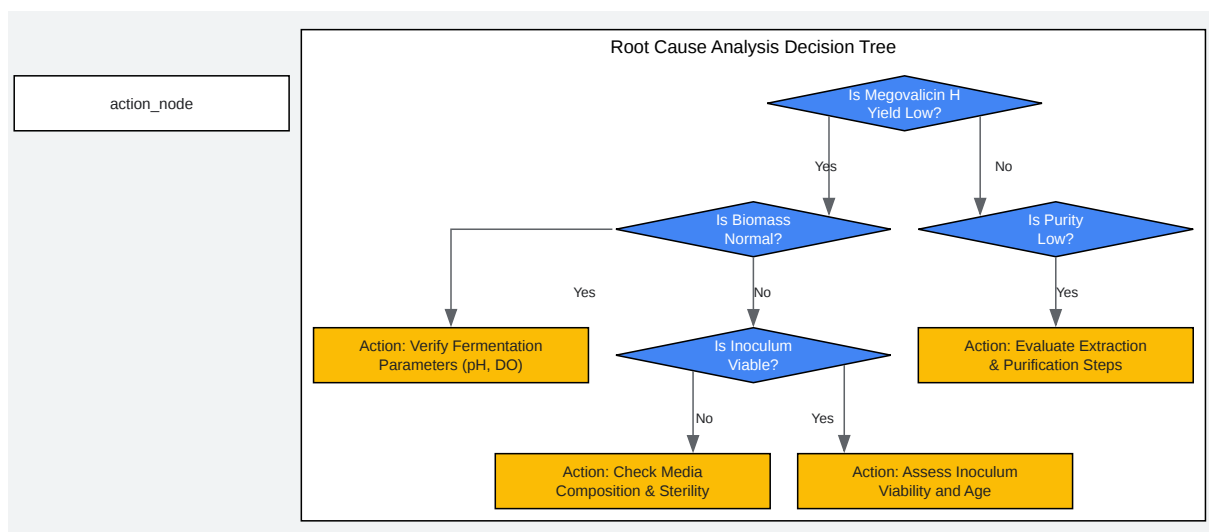 Root Cause Analysis Decision Tree
action_node
Is Megovalicin H
Yield Low?
Yes
No
Is Biomass
Normal?
Is Purity
Low?
Yes
No
Yes
Action: Verify Fermentation
Parameters (pH, DO)
Is Inoculum
Viable?
Action: Evaluate Extraction
& Purification Steps
No
Yes
Action: Check Media
Composition & Sterility
Action: Assess Inoculum
Viability and Age